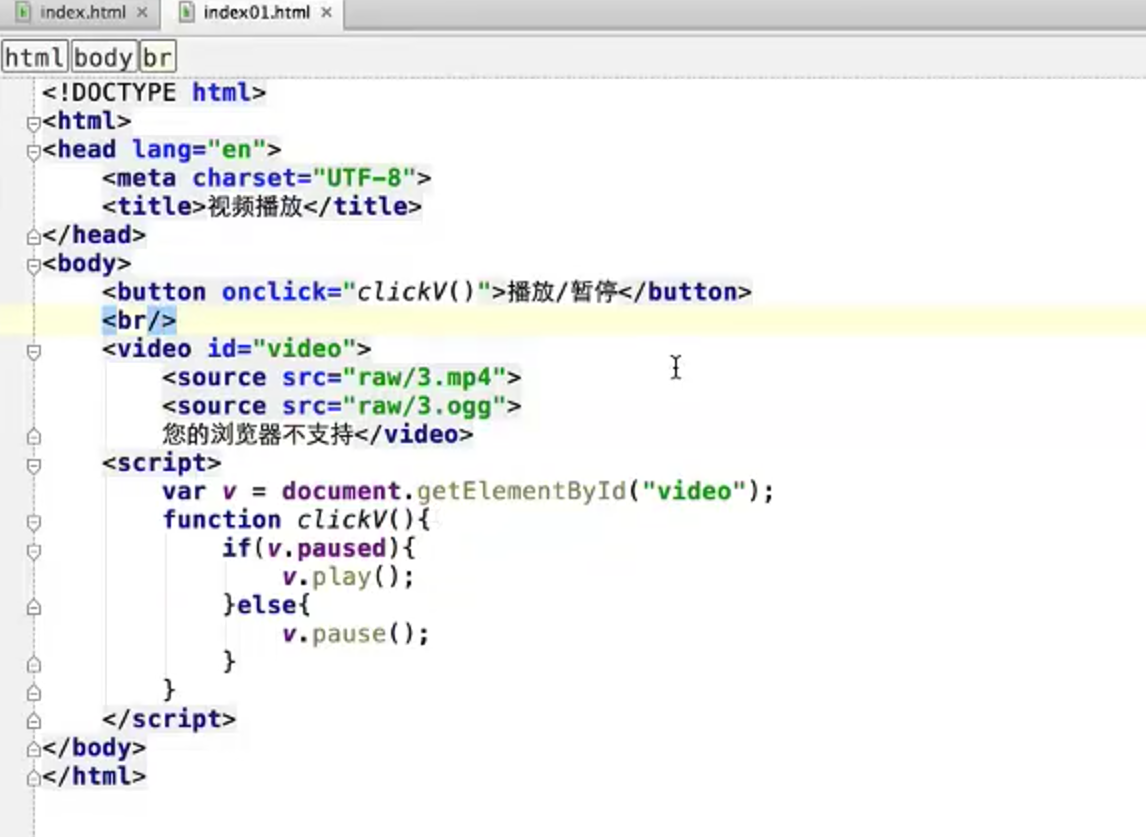 index.html × index01.html ×
html body br
<!DOCTYPE html>
<html>
<head lang="en">
<meta charset="UTF-8">
<title>视频播放</title>
</head>
<body>
<button onclick="clickV()">播放/暂停</button>
<br/>
<video id="video">
<source src="raw/3.mp4">
<source src="raw/3.ogg">
您的浏览器不支持</video>
<script>
var v = document.getElementById("video");
function clickV(){
if(v.paused){
v.play();
}else{
v.pause();
}
}
</script>
</body>
</html>